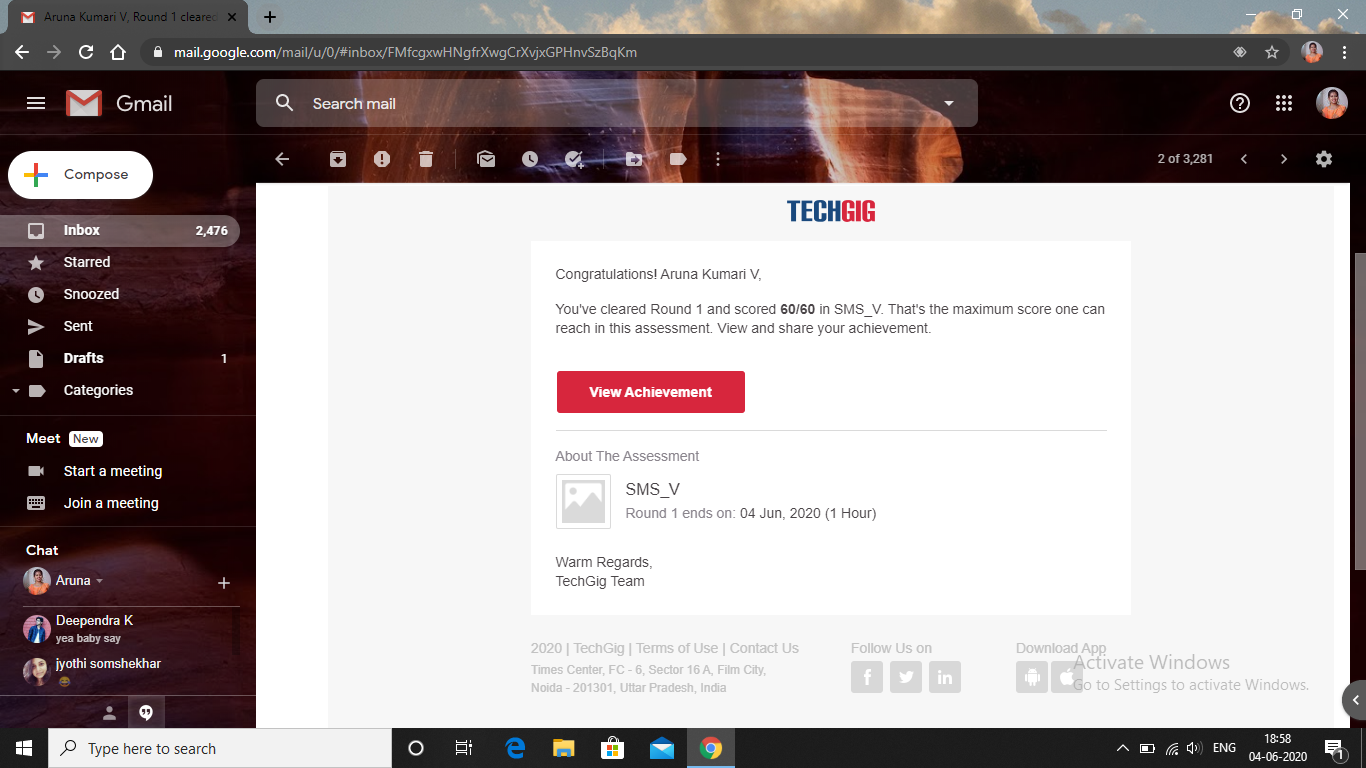 Aruna Kumari V, Round 1 cleared
mail.google.com/mail/u/0/#inbox/FMfcgxwHNgfrXwgCrXvjxGPHnvSzBqKm
Gmail
Search mail
Compose
2 of 3,281
Inbox 2,476
Starred
Snoozed
Sent
Drafts 1
Categories
Meet New
Start a meeting
Join a meeting
Chat
Aruna
Deependra K
yea baby say
jyothi somshekhar
TECHGIG
Congratulations! Aruna Kumari V,
You've cleared Round 1 and scored 60/60 in SMS_V. That's the maximum score one can
reach in this assessment. View and share your achievement.
View Achievement
About The Assessment
SMS_V
Round 1 ends on: 04 Jun, 2020 (1 Hour)
Warm Regards,
TechGig Team
2020 | TechGig | Terms of Use | Contact Us
Times Center, FC - 6, Sector 16 A, Film City,
Noida - 201301, Uttar Pradesh, India
Follow Us on
Download App
Activate Windows
Go to Settings to activate Windows.
Type here to search
ENG
18:58
04-06-2020
1